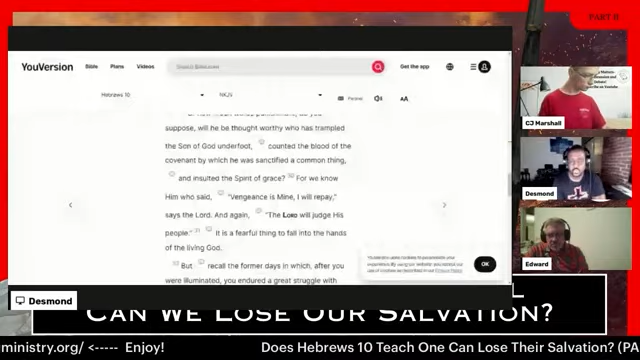 PART II
YouVersion
Bible Plans Videos
Get the app
Hebrews 10
NKJV
Parallel
AA
suppose, will he be thought worthy who has trampled
the Son of God underfoot, counted the blood of the
covenant by which he was sanctified a common thing,
and insulted the Spirit of grace? For we know
Him who said, "Vengeance is Mine, I will repay,"
says the Lord. And again, "The LORD will judge His
people." It is a fearful thing to fall into the hands
of the living God.
But recall the former days in which, after you
were illuminated, you endured a great struggle with
OK
CJ Marshall
Desmond
Edward
Desmond
CAN WE LOSE OUR SALVATION?
ministry.org/ <----- Enjoy!
Does Hebrews 10 Teach One Can Lose Their Salvation? (PA